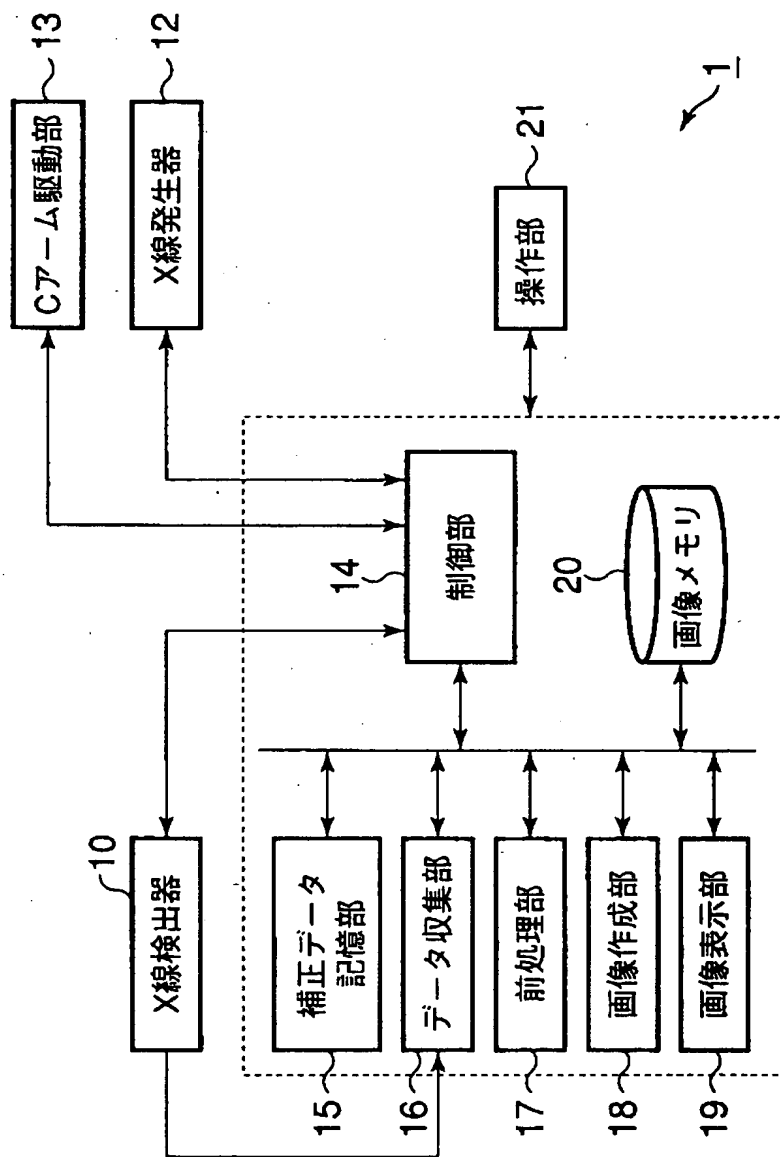 Cアーム駆動部
13
X線発生器
12
1
操作部
21
制御部
14
画像メモリ
20
X線検出器
10
補正データ
記憶部
15
データ収集部
16
前処理部
17
画像作成部
18
画像表示部
19